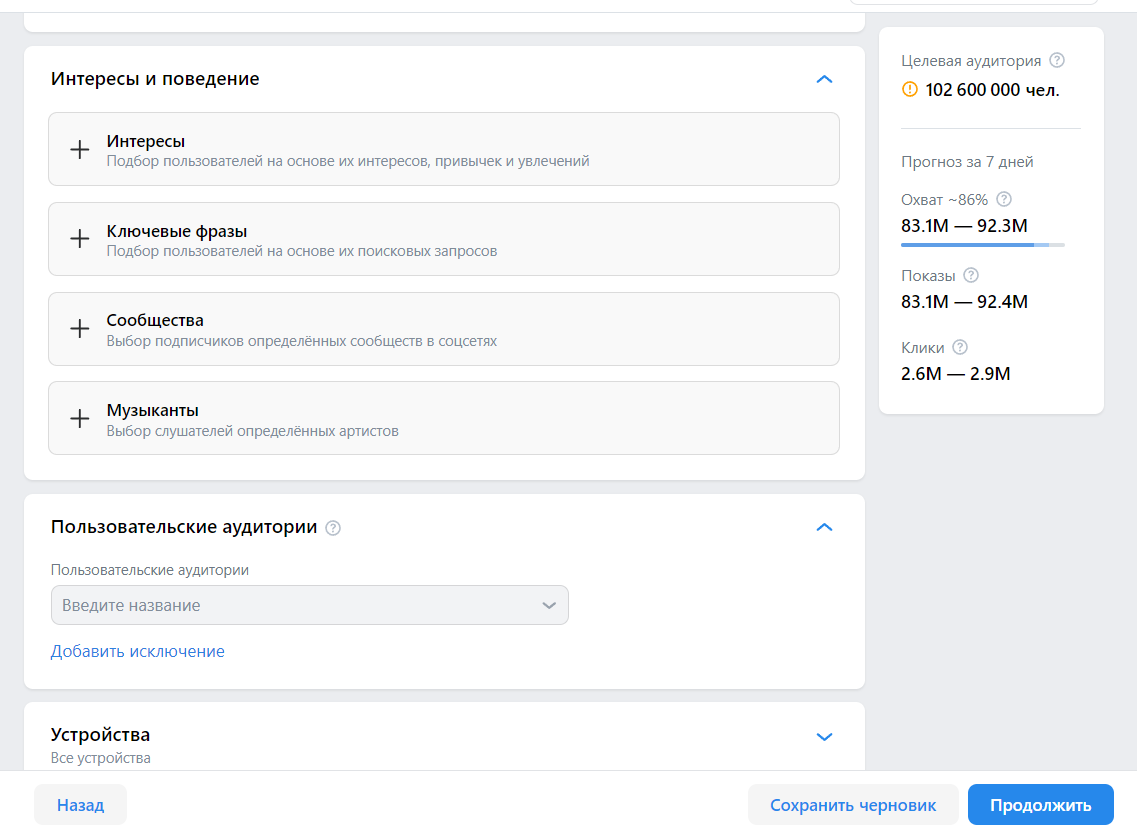 Интересы и поведение
Интересы
Подбор пользователей на основе их интересов, привычек и увлечений
Ключевые фразы
Подбор пользователей на основе их поисковых запросов
Сообщества
Выбор подписчиков определённых сообществ в соцсетях
Музыканты
Выбор слушателей определённых артистов
Пользовательские аудитории
Пользовательские аудитории
Введите название
Добавить исключение
Устройства
Все устройства
Целевая аудитория
102 600 000 чел.
Прогноз за 7 дней
Охват ~86%
83.1M — 92.3M
Показы
83.1M — 92.4M
Клики
2.6M — 2.9M
Назад
Сохранить черновик
Продолжить